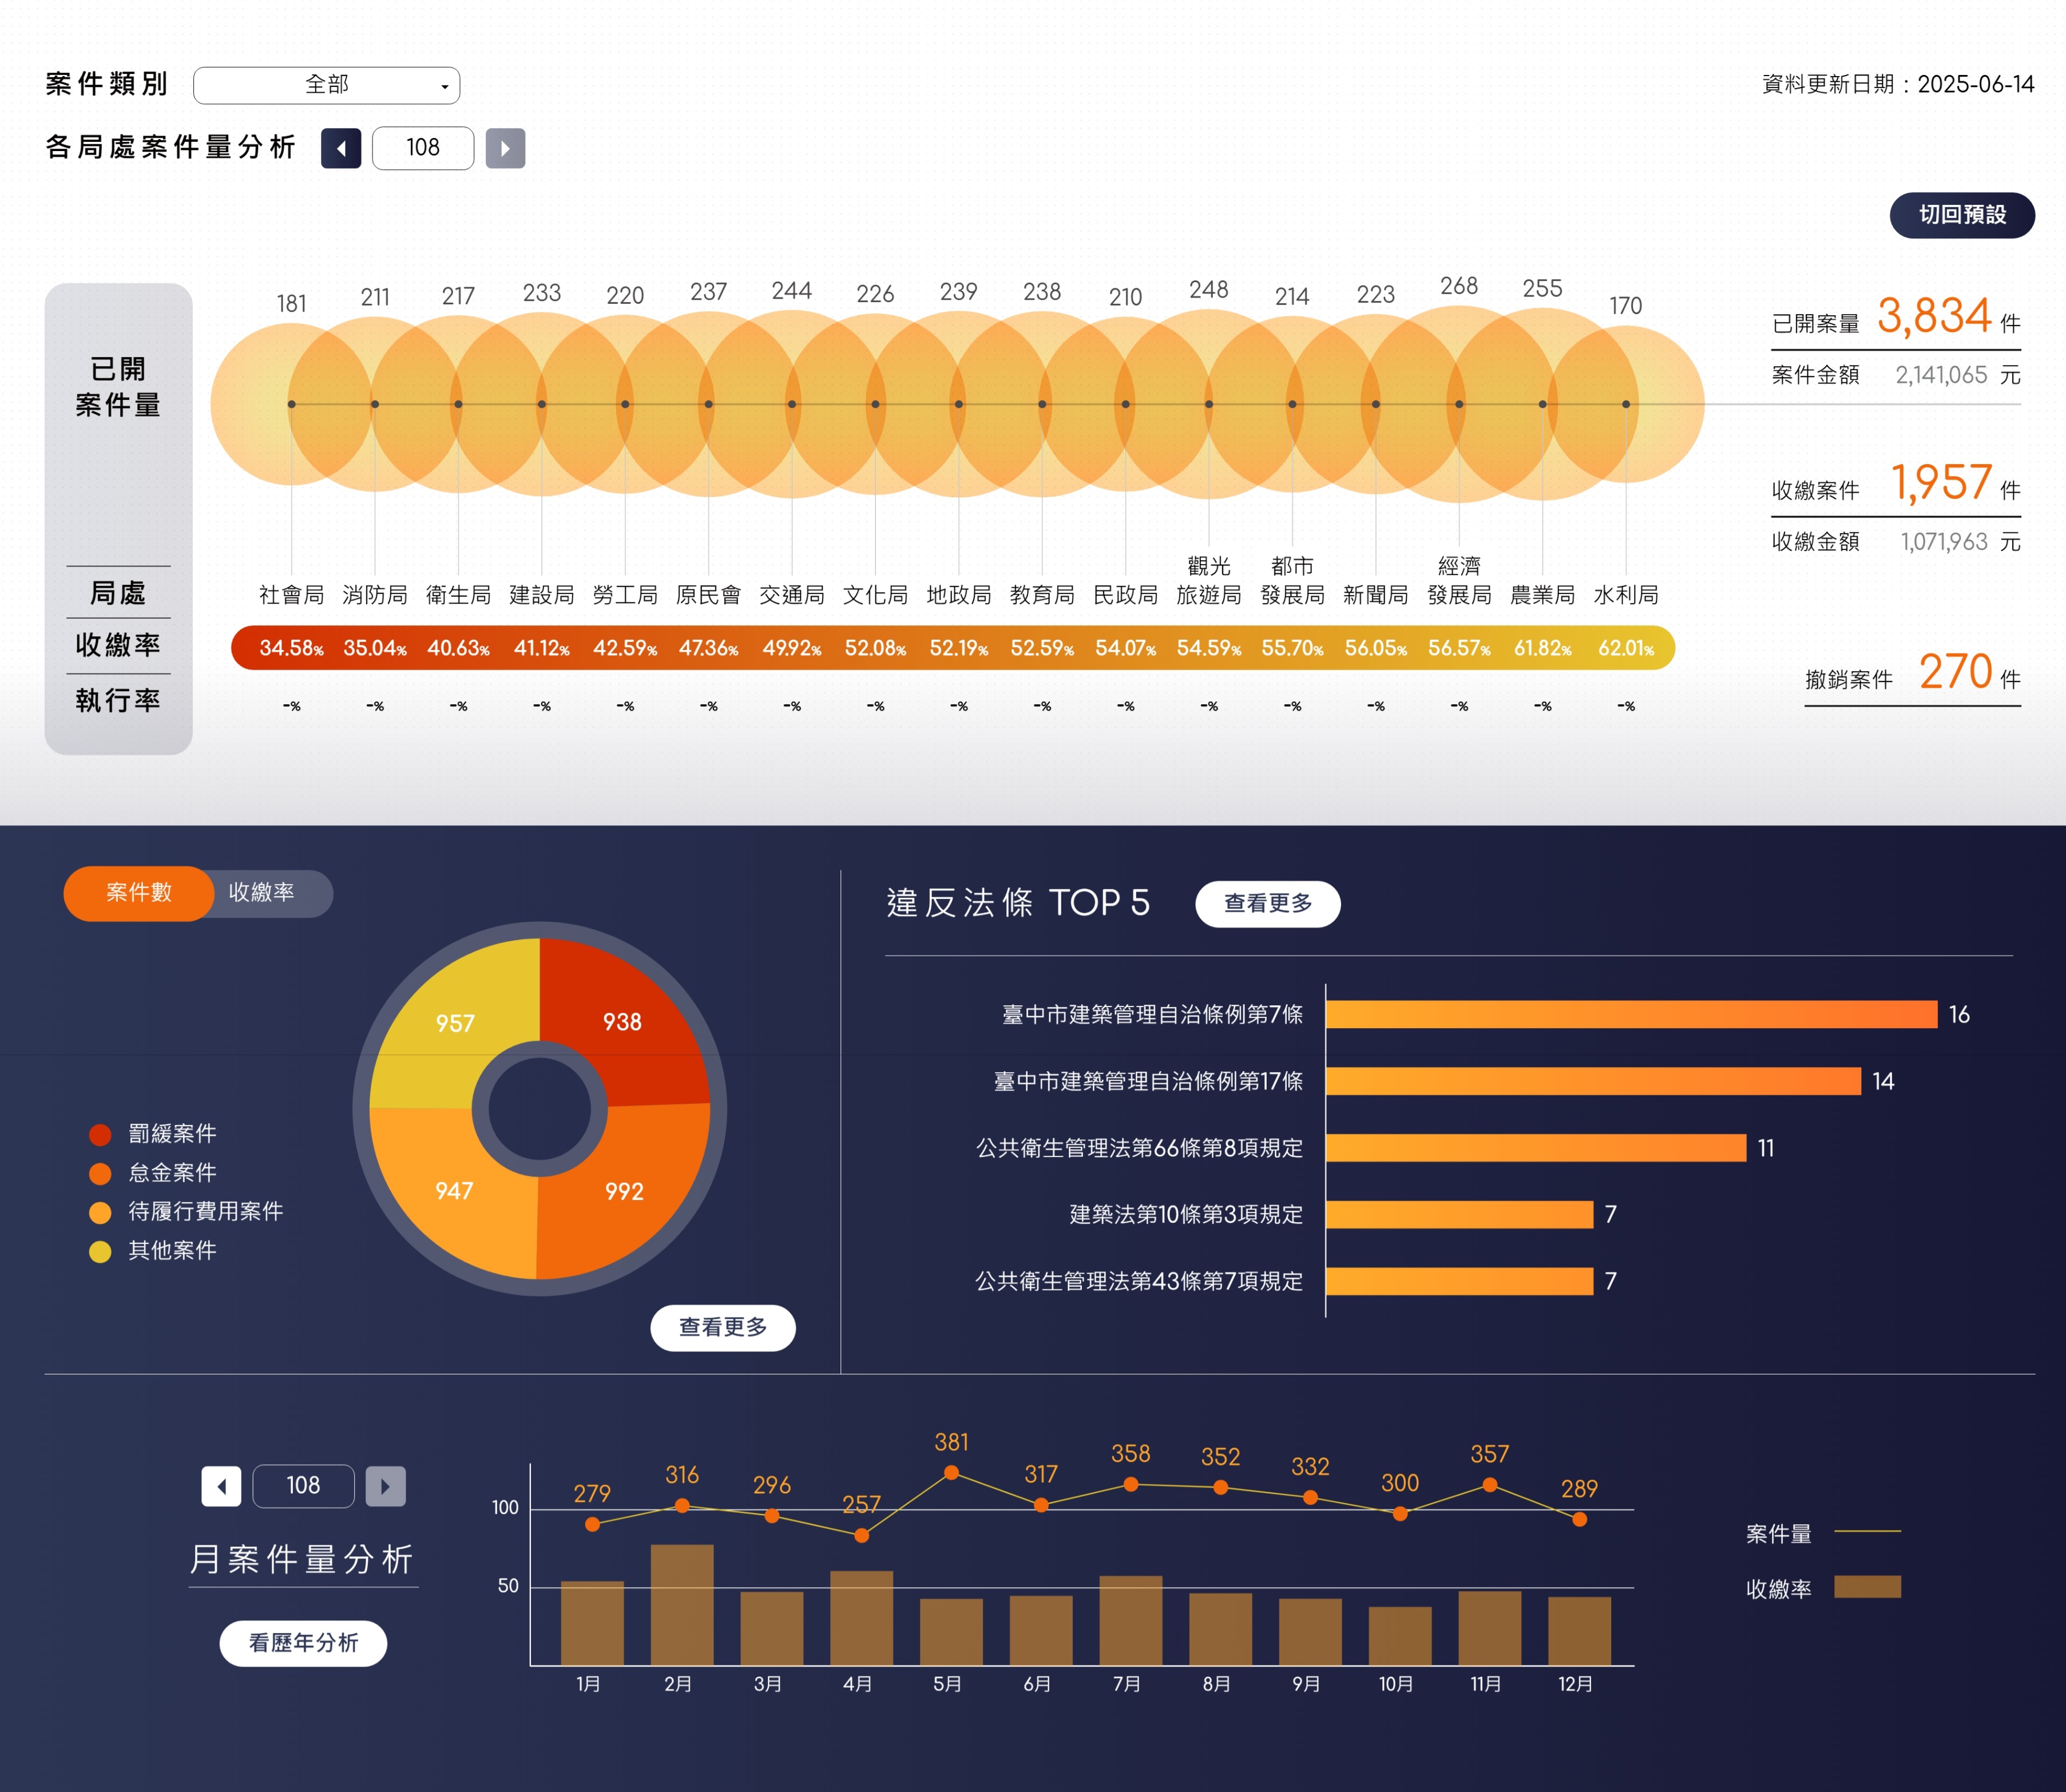 案件類別 全部
資料更新日期：2025-06-14
各局處案件量分析 108
切回預設
已開
案件量
181 211 217 233 220 237 244 226 239 238 210 248 214 223 268 255 170
已開案量 3,834 件
案件金額 2,141,065 元
收繳案件 1,957 件
收繳金額 1,071,963 元
撤銷案件 270 件
局處
社會局 消防局 衛生局 建設局 勞工局 原民會 交通局 文化局 地政局 教育局 民政局 觀光旅遊局 都市發展局 新聞局 經濟發展局 農業局 水利局
收繳率
34.58% 35.04% 40.63% 41.12% 42.59% 47.36% 49.92% 52.08% 52.19% 52.59% 54.07% 54.59% 55.70% 56.05% 56.57% 61.82% 62.01%
執行率
-% -% -% -% -% -% -% -% -% -% -% -% -% -% -% -% -%
案件數 收繳率
957 938
947 992
罰緩案件
怠金案件
待履行費用案件
其他案件
查看更多
違反法條 TOP 5 查看更多
臺中市建築管理自治條例第7條 16
臺中市建築管理自治條例第17條 14
公共衛生管理法第66條第8項規定 11
建築法第10條第3項規定 7
公共衛生管理法第43條第7項規定 7
108
月案件量分析
看歷年分析
279 316 296 257 381 317 358 352 332 300 357 289
100
50
1月 2月 3月 4月 5月 6月 7月 8月 9月 10月 11月 12月
案件量
收繳率